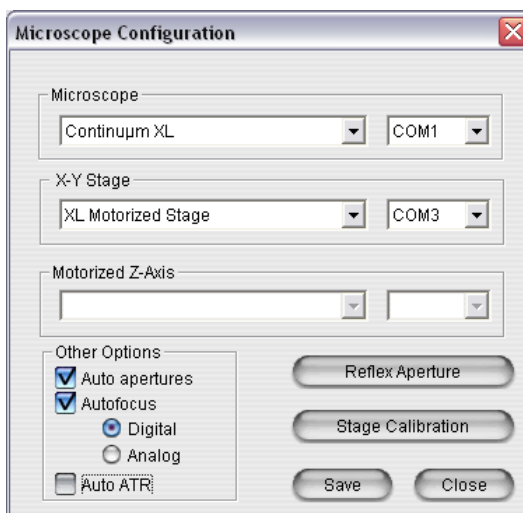 Microscope Configuration
Microscope
Continuµm XL
COM1
X-Y Stage
XL Motorized Stage
COM3
Motorized Z-Axis
Other Options
Auto apertures
Autofocus
Digital
Analog
Auto ATR
Reflex Aperture
Stage Calibration
Save
Close